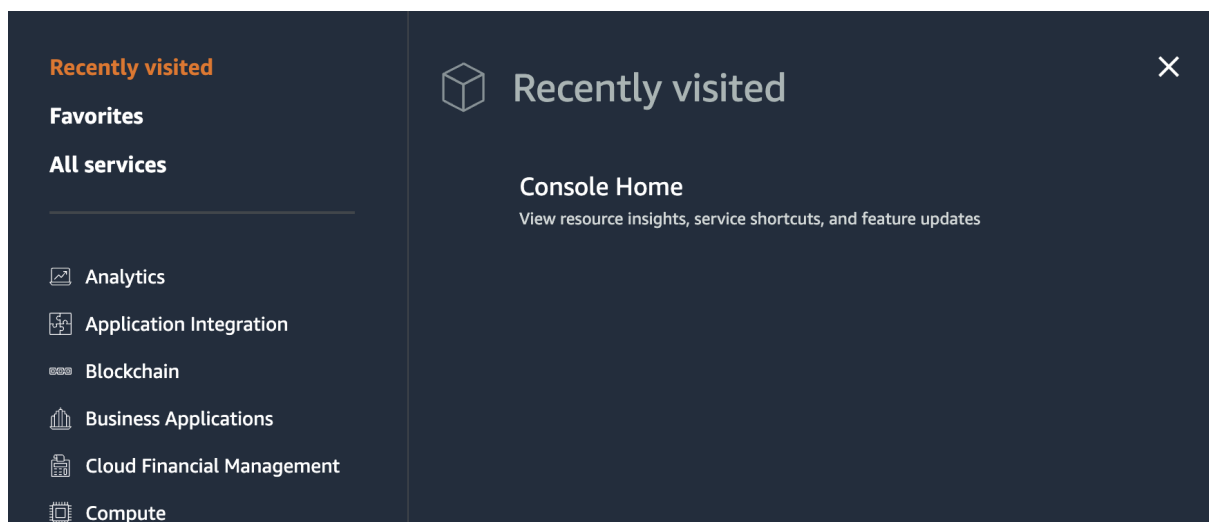 Recently visited
Favorites
All services
Analytics
Application Integration
Blockchain
Business Applications
Cloud Financial Management
Compute
Recently visited
Console Home
View resource insights, service shortcuts, and feature updates